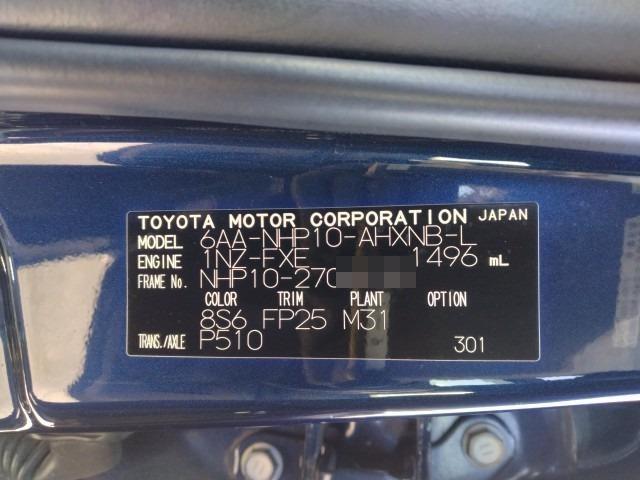 TOYOTA MOTOR CORPORATION JAPAN
MODEL 6AA-NHP10-AHXNB-L
ENGINE 1NZ-FXE 1496 mL
FRAME No. NHP10-270
COLOR TRIM PLANT OPTION
8S6 FP25 M31
TRANS./AXLE P510 301